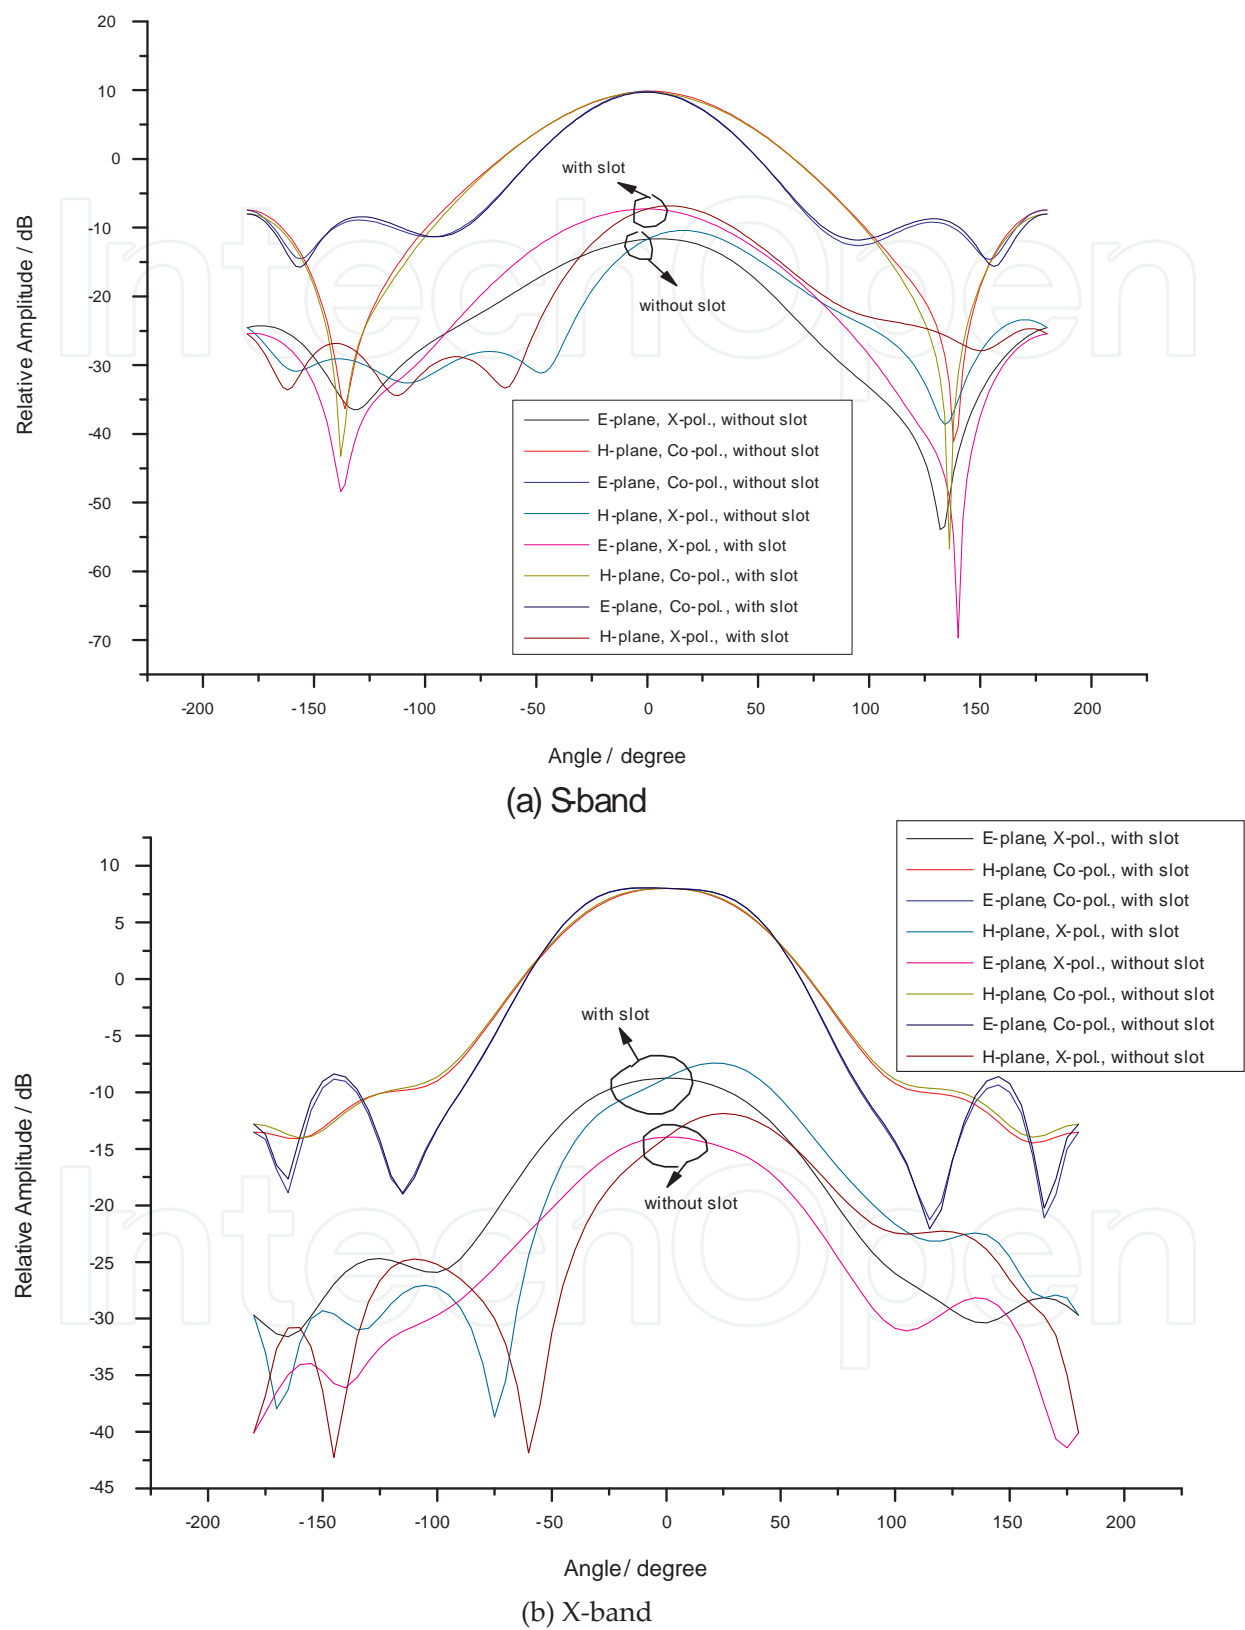 20
10
0
-10
-20
-30
-40
-50
-60
-70
Relative Amplitude / dB
with slot
without slot
E-plane, X-pol., without slot
H-plane, Co-pol., without slot
E-plane, Co-pol., without slot
H-plane, X-pol., without slot
E-plane, X-pol., with slot
H-plane, Co-pol., with slot
E-plane, Co-pol., with slot
H-plane, X-pol., with slot
-200 -150 -100 -50 0 50 100 150 200
Angle / degree
(a) S-band
IntechOpen
10
5
0
-5
-10
-15
-20
-25
-30
-35
-40
-45
Relative Amplitude / dB
E-plane, X-pol., with slot
H-plane, Co-pol., with slot
E-plane, Co-pol., with slot
H-plane, X-pol., with slot
E-plane, X-pol., without slot
H-plane, Co-pol., without slot
E-plane, Co-pol., without slot
H-plane, X-pol., without slot
with slot
without slot
-200 -150 -100 -50 0 50 100 150 200
Angle / degree
(b) X-band
IntechOpen